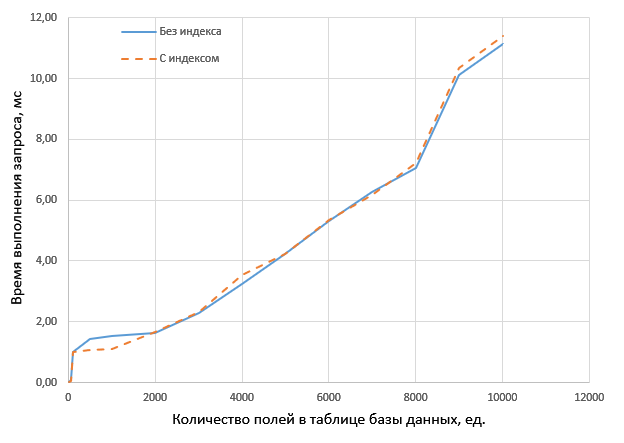 12,00
10,00
8,00
6,00
4,00
2,00
0,00
Время выполнения запроса, мс
Без индекса
С индексом
0 2000 4000 6000 8000 10000 12000
Количество полей в таблице базы данных, ед.